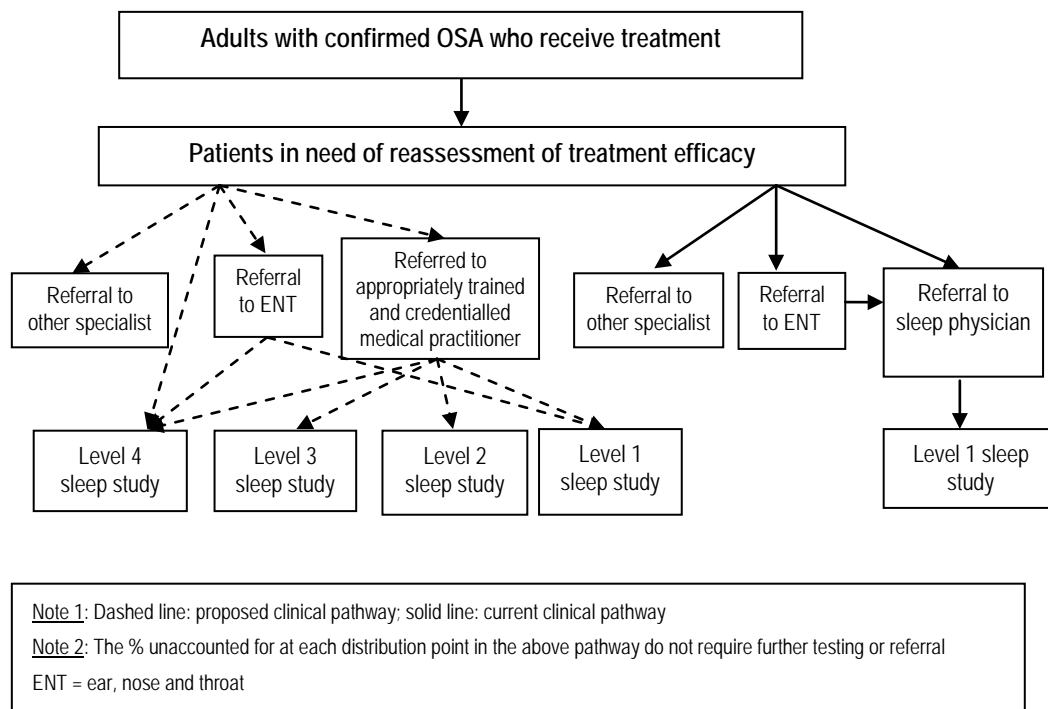 Adults with confirmed OSA who receive treatment
Patients in need of reassessment of treatment efficacy
Referral to
other specialist
Referral
to ENT
Referred to
appropriately trained
and credentialled
medical practitioner
Referral to
other specialist
Referral
to ENT
Referral to
sleep physician
Level 4
sleep study
Level 3
sleep study
Level 2
sleep study
Level 1
sleep study
Level 1 sleep
study
Note 1: Dashed line: proposed clinical pathway; solid line: current clinical pathway
Note 2: The % unaccounted for at each distribution point in the above pathway do not require further testing or referral
ENT = ear, nose and throat